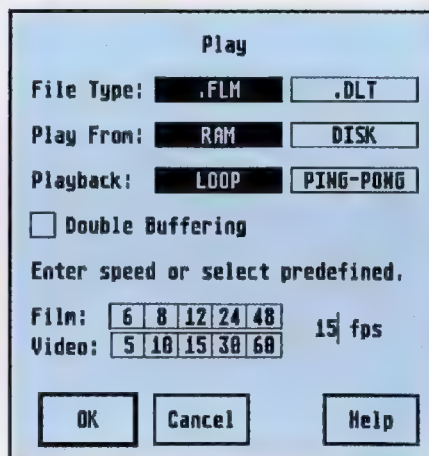 Play
File Type: .FLM .DLT
Play From: RAM DISK
Playback: LOOP PING-PONG
Double Buffering
Enter speed or select predefined.
Film: 6 8 12 24 48
Video: 5 10 15 30 60
15 fps
OK Cancel Help